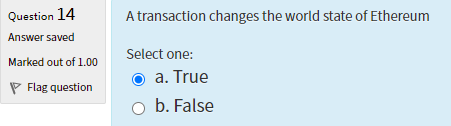 Question 14
Answer saved
Marked out of 1.00
Flag question
A transaction changes the world state of Ethereum
Select one:
a. True
b. False